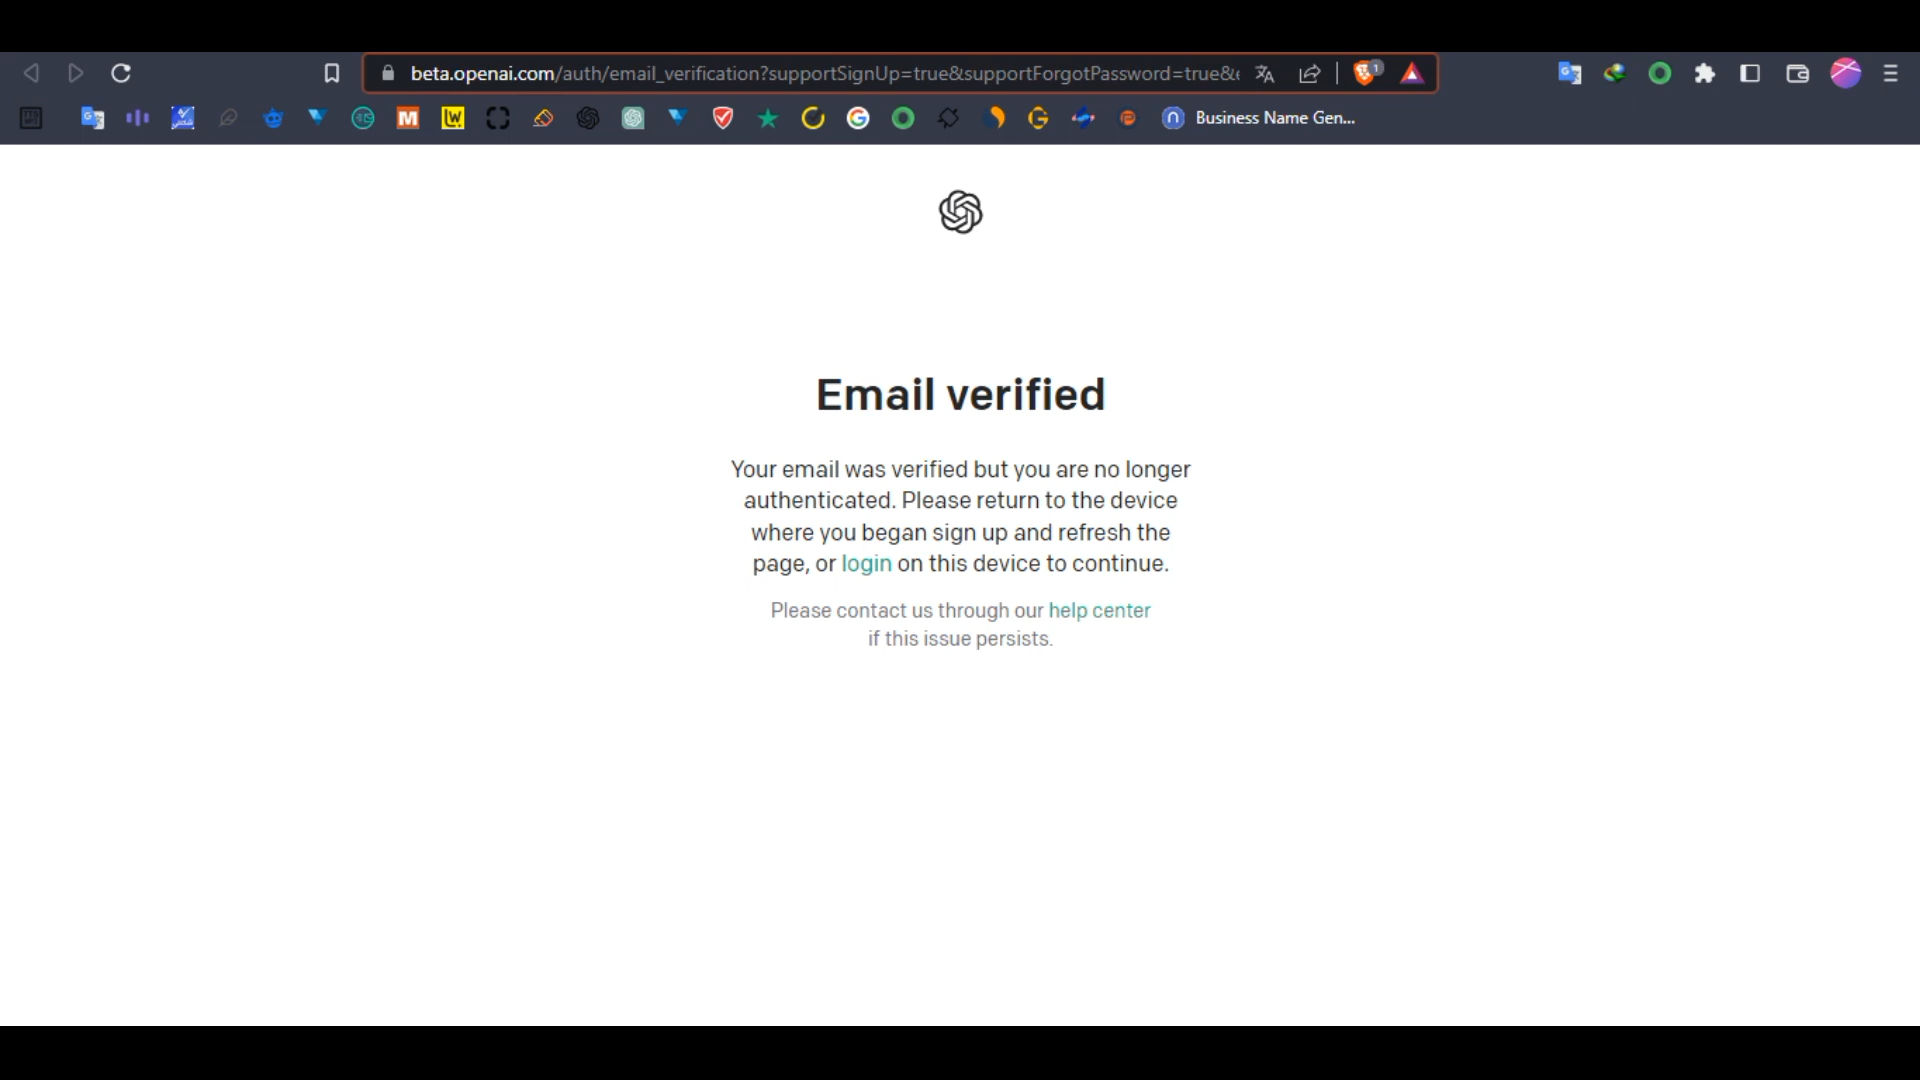 beta.openai.com/auth/email_verification?supportSignUp=true&supportForgotPassword=true&
1
M
LW
G
Business Name Gen...
Email verified
Your email was verified but you are no longer
authenticated. Please return to the device
where you began sign up and refresh the
page, or login on this device to continue.
Please contact us through our help center
if this issue persists.